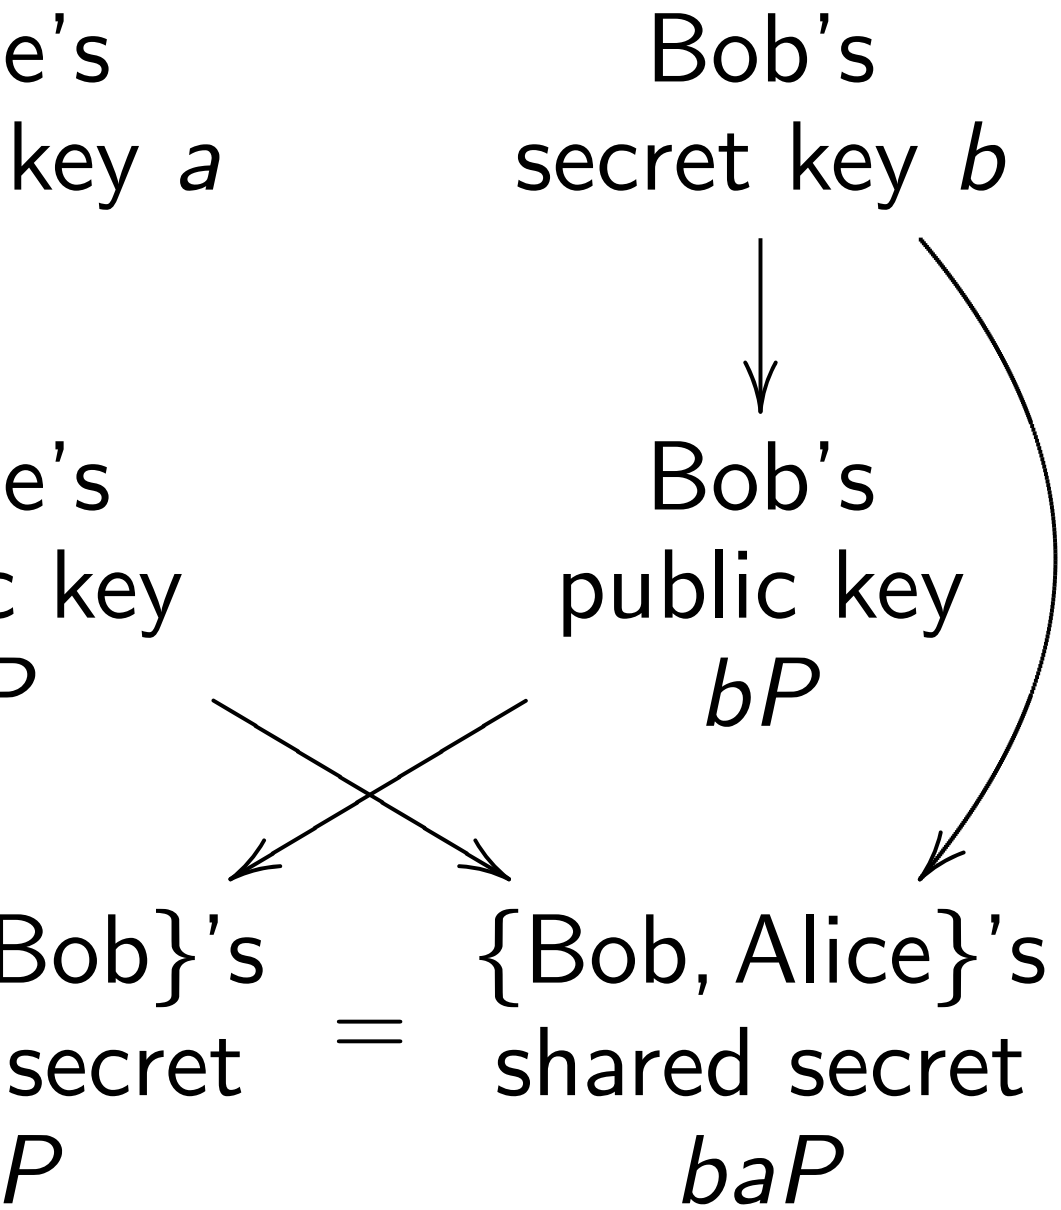 e's
key a
Bob's
secret key b
e's
c key
P
Bob's
public key
bP
Bob}'s
secret
P
=
{Bob, Alice}'s
shared secret
baP